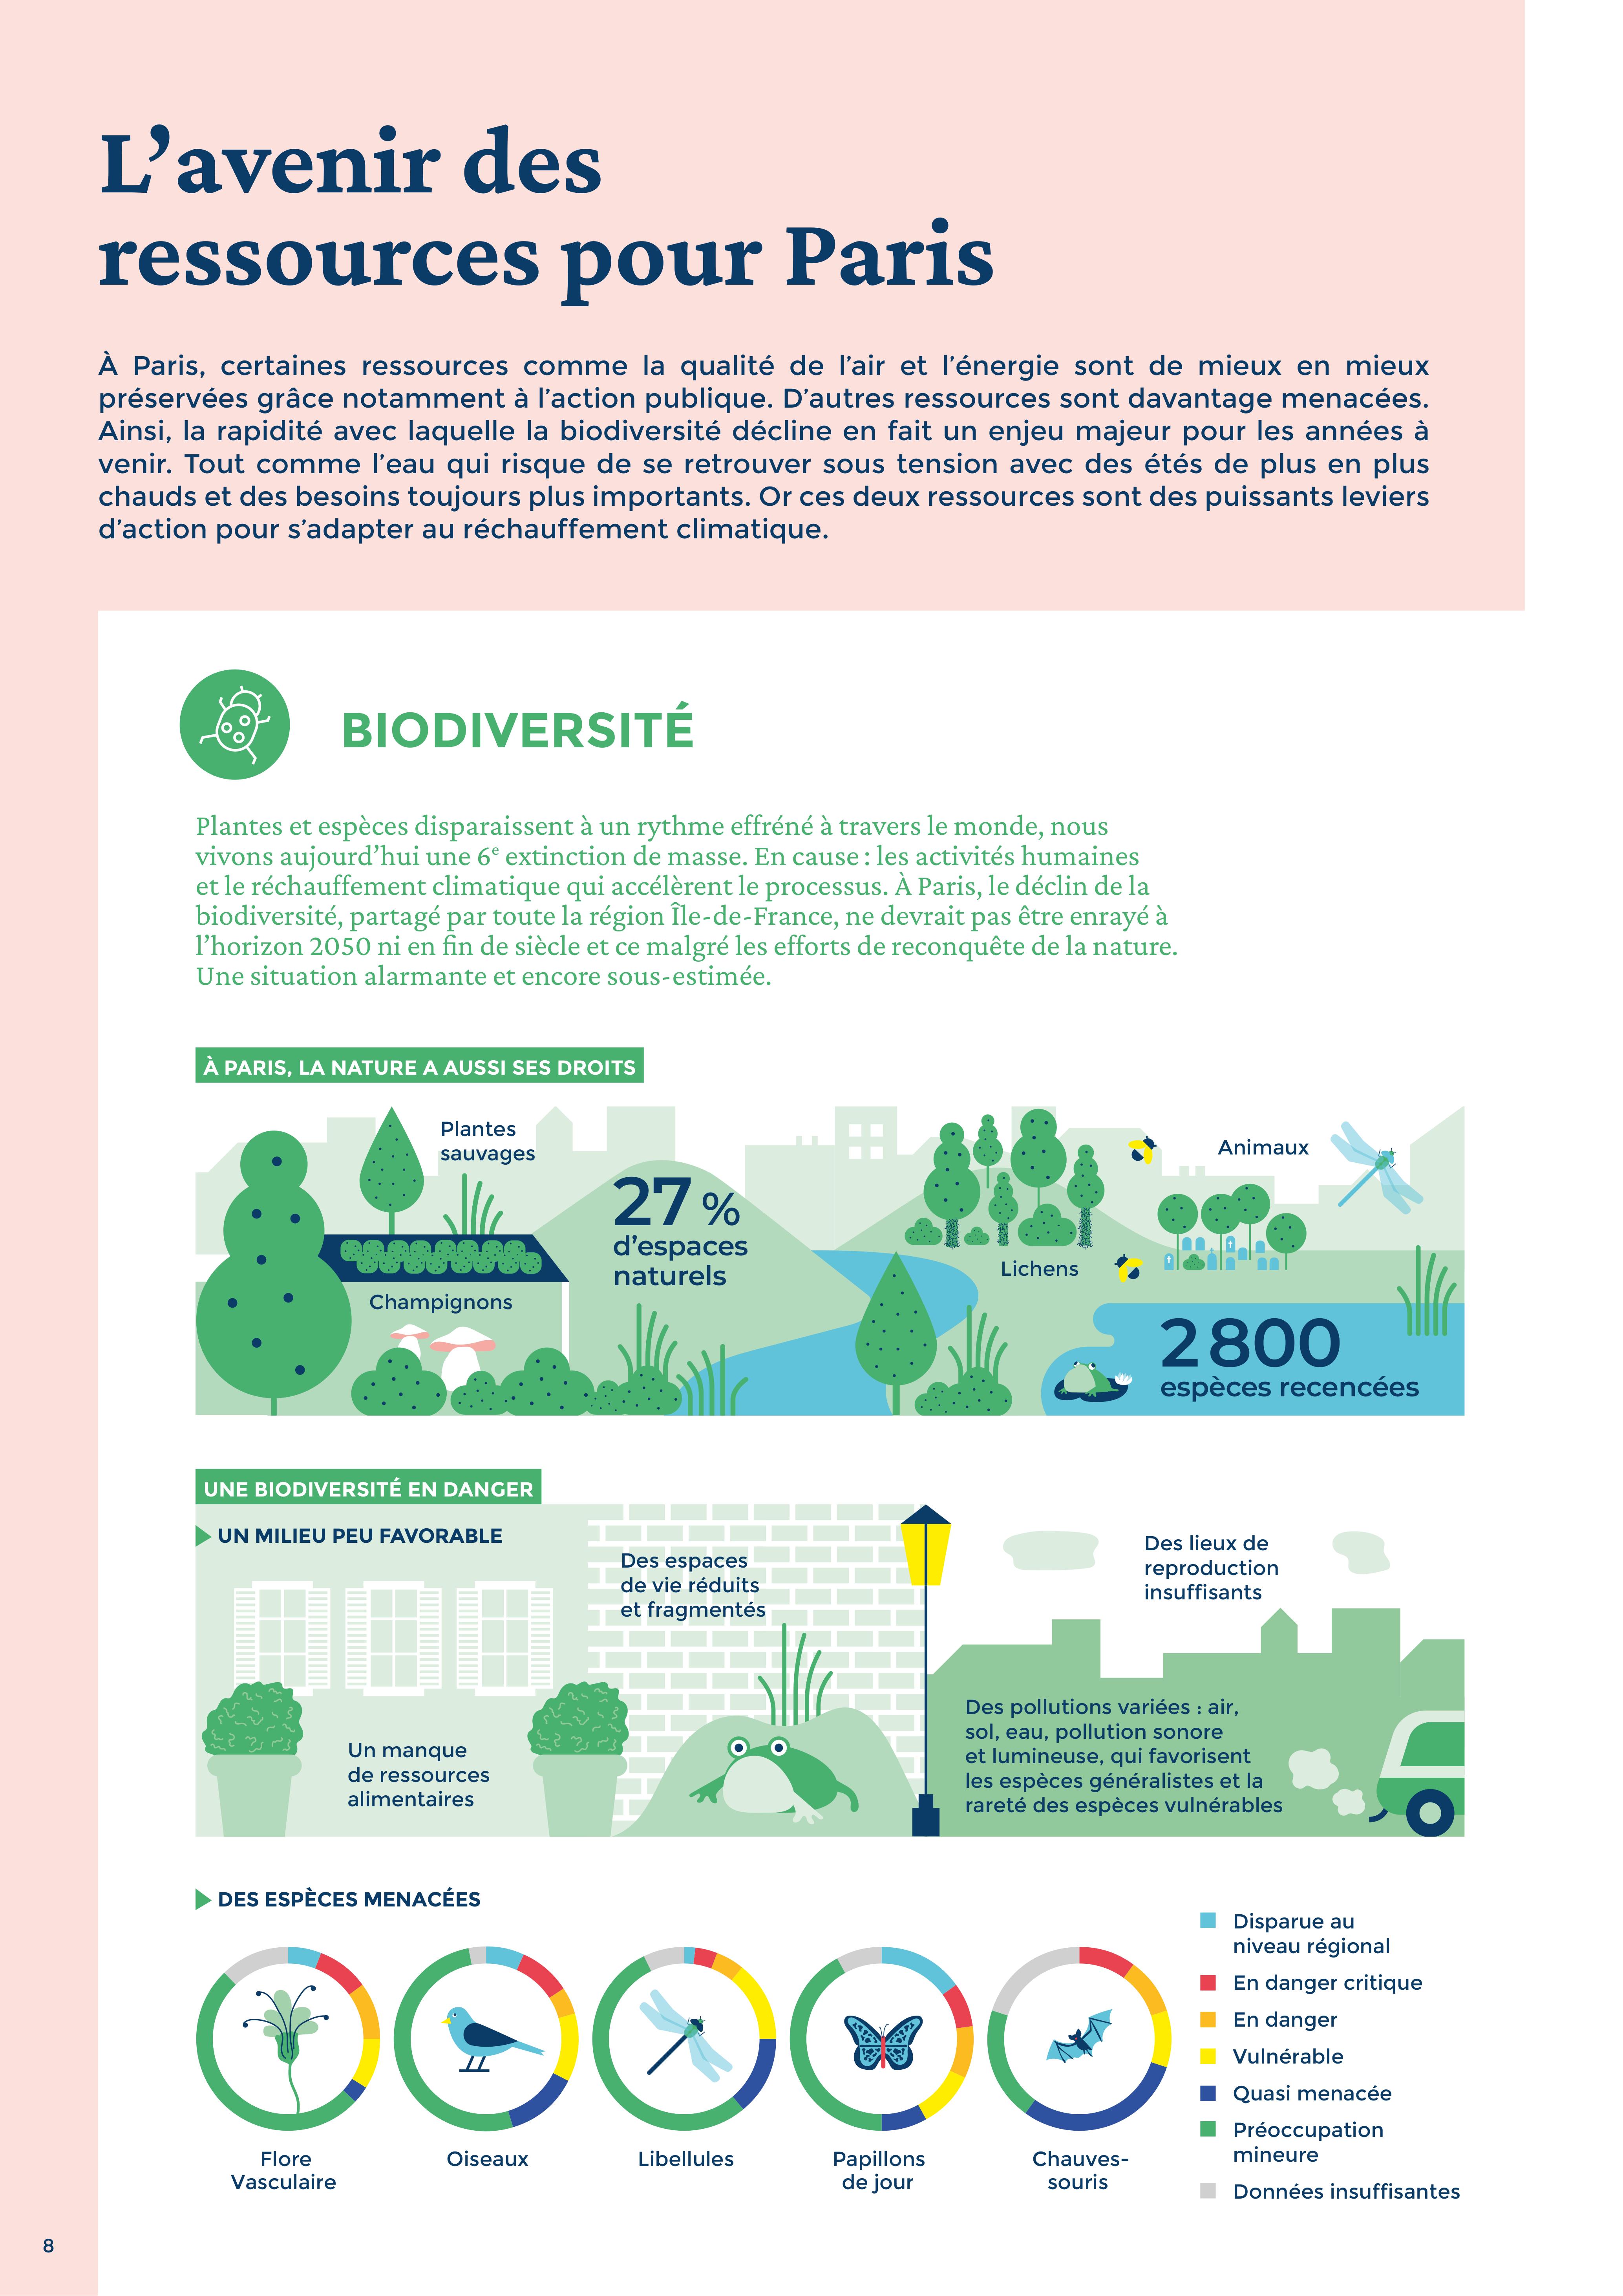 L’avenir des
ressources pour Paris
À Paris, certaines ressources comme la qualité de l’air et l’énergie sont de mieux en mieux
préservées grâce notamment à l’action publique. D’autres ressources sont davantage menacées.
Ainsi, la rapidité avec laquelle la biodiversité décline en fait un enjeu majeur pour les années à
venir. Tout comme l’eau qui risque de se retrouver sous tension avec des étés de plus en plus
chauds et des besoins toujours plus importants. Or ces deux ressources sont des puissants leviers
d’action pour s’adapter au réchauffement climatique.
BIODIVERSITÉ
Plantes et espèces disparaissent à un rythme effréné à travers le monde, nous
vivons aujourd’hui une 6e extinction de masse. En cause : les activités humaines
et le réchauffement climatique qui accélèrent le processus. À Paris, le déclin de la
biodiversité, partagé par toute la région Île-de-France, ne devrait pas être enrayé à
l’horizon 2050 ni en fin de siècle et ce malgré les efforts de reconquête de la nature.
Une situation alarmante et encore sous-estimée.
À PARIS, LA NATURE A AUSSI SES DROITS
Plantes
sauvages
27 %
d’espaces
naturels
Champignons
Lichens
Animaux
2 800
espèces recencées
UNE BIODIVERSITÉ EN DANGER
UN MILIEU PEU FAVORABLE
Un manque
de ressources
alimentaires
Des espaces
de vie réduits
et fragmentés
Des lieux de
reproduction
insuffisants
Des pollutions variées : air,
sol, eau, pollution sonore
et lumineuse, qui favorisent
les espèces généralistes et la
rareté des espèces vulnérables
DES ESPÈCES MENACÉES
Flore
Vasculaire
Oiseaux
Libellules
Papillons
de jour
Chauves-
souris
Disparue au
niveau régional
En danger critique
En danger
Vulnérable
Quasi menacée
Préoccupation
mineure
Données insuffisantes
8